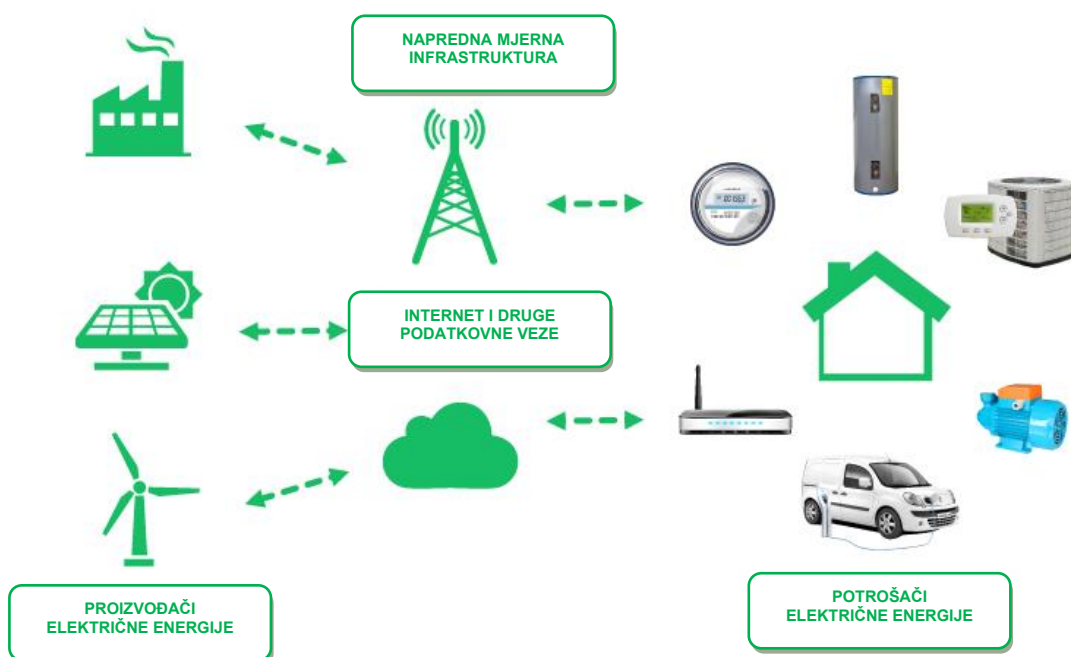 NAPREDNA MJERNA
INFRASTRUKTURA
INTERNET I DRUGE
PODATKOVNE VEZE
PROIZVOĐAČI
ELEKTRIČNE ENERGIJE
POTROŠAČI
ELEKTRIČNE ENERGIJE